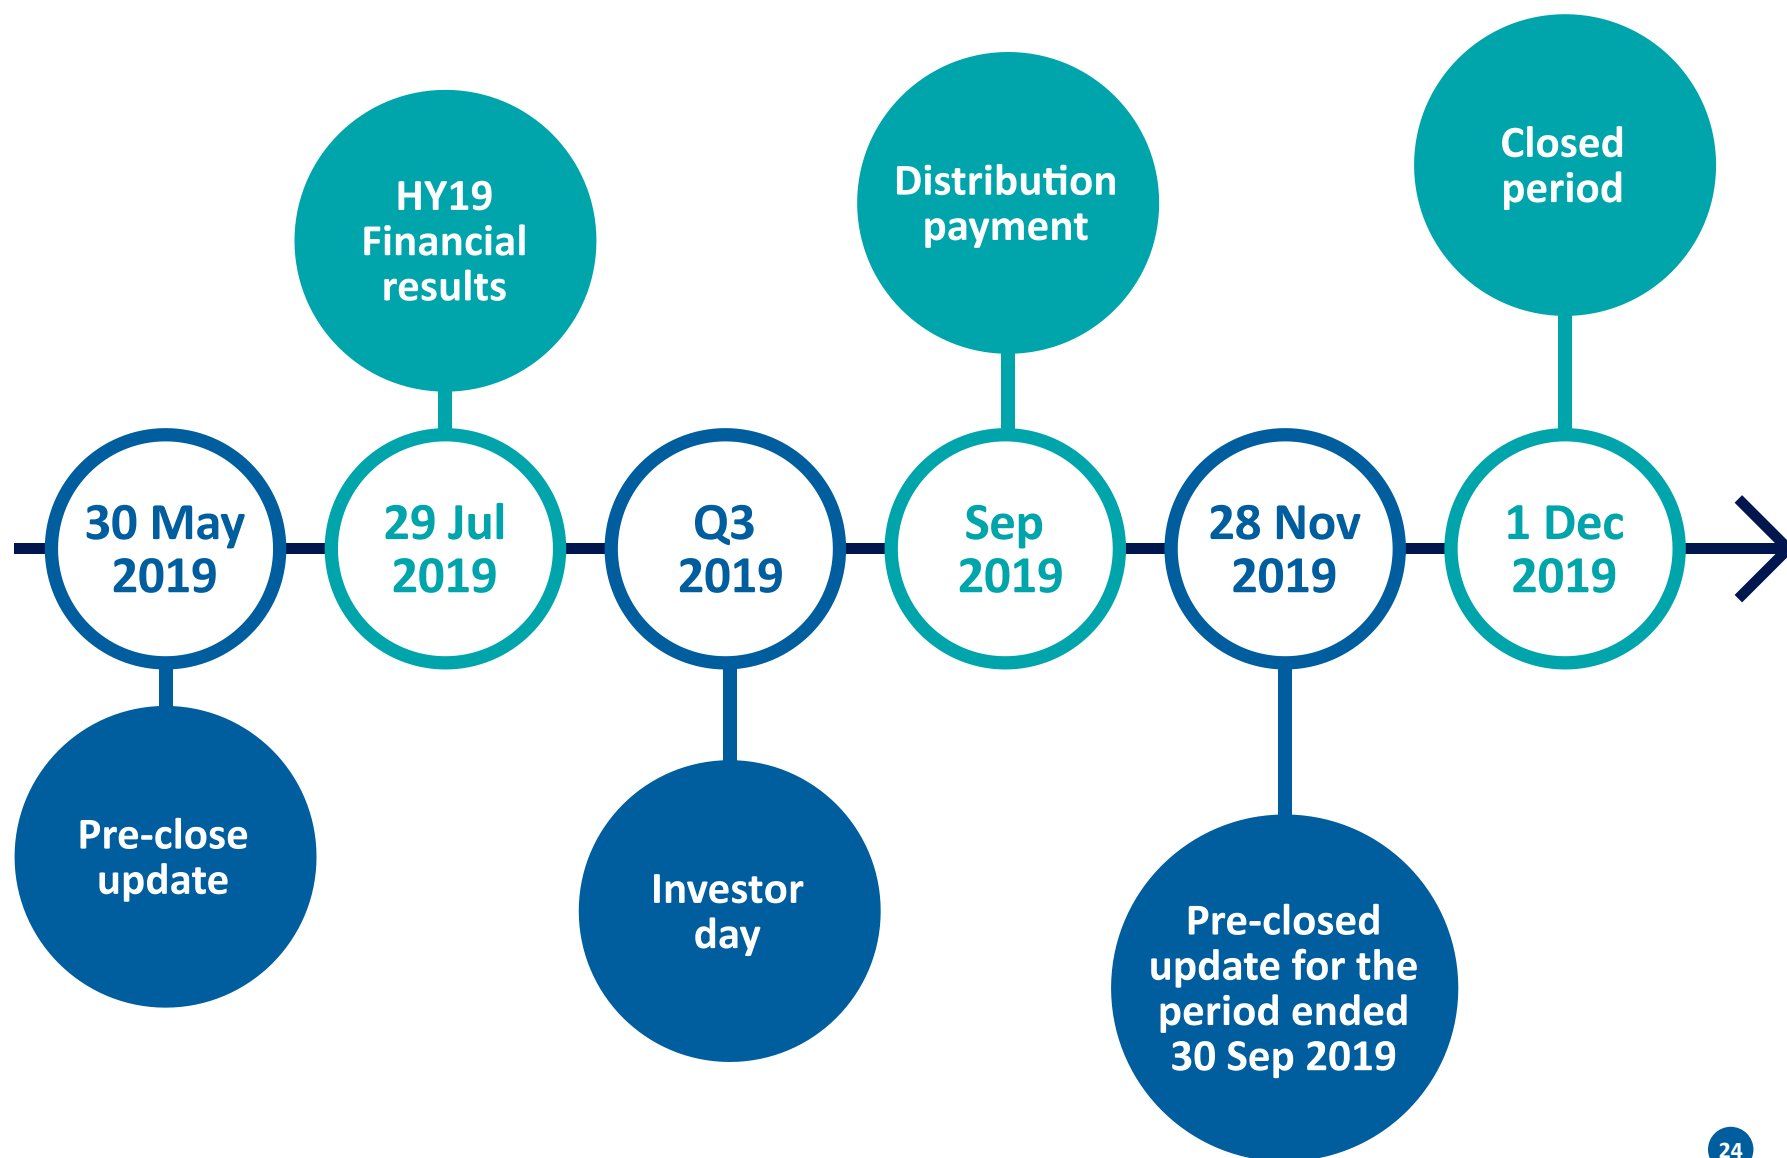 HY19
Financial
results
Distribution
payment
Closed
period
30 May
2019
29 Jul
2019
Q3
2019
Sep
2019
28 Nov
2019
1 Dec
2019
Pre-close
update
Investor
day
Pre-closed
update for the
period ended
30 Sep 2019
24